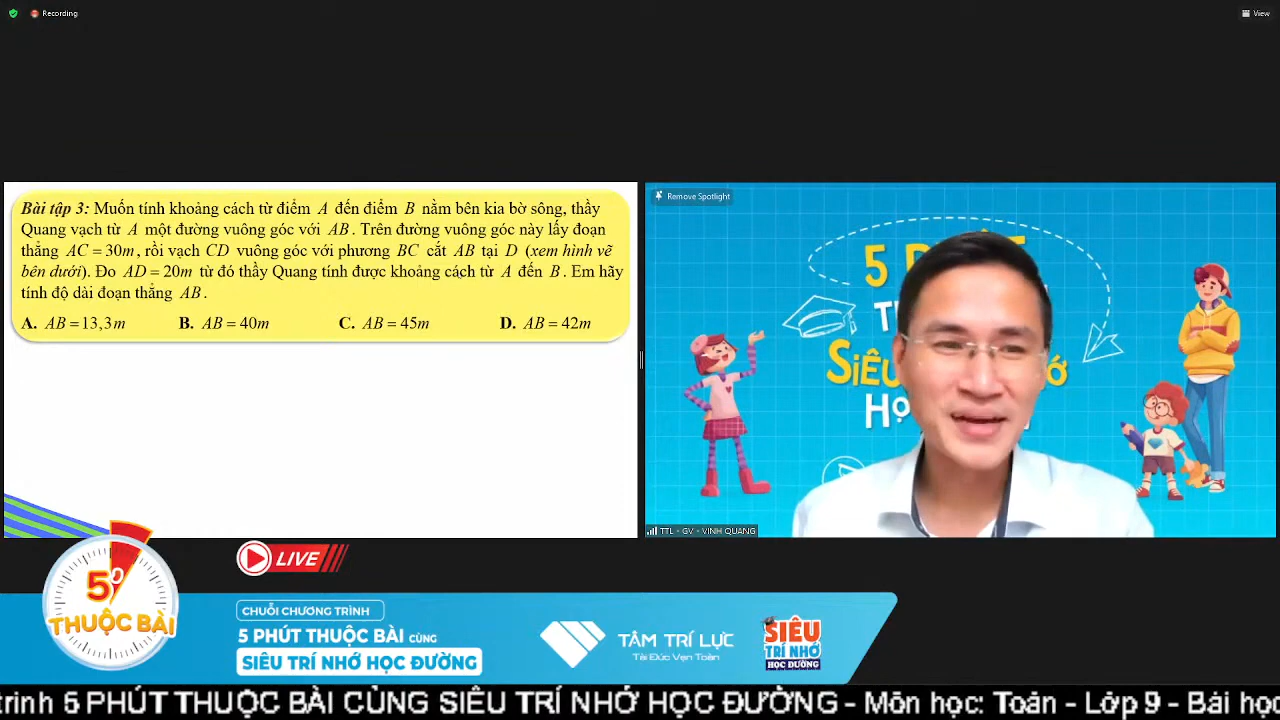 Recording
View
Bài tập 3: Muốn tính khoảng cách từ điểm A đến điểm B nằm bên kia bờ sông, thầy
Quang vạch từ A một đường vuông góc với AB. Trên đường vuông góc này lấy đoạn
thẳng AC = 30m, rồi vạch CD vuông góc với phương BC cắt AB tại D (xem hình vẽ
bên dưới). Đo AD = 20m từ đó thầy Quang tính được khoảng cách từ A đến B. Em hãy
tính độ dài đoạn thẳng AB.
A. AB = 13,3m B. AB = 40m C. AB = 45m D. AB = 42m
Remove Spotlight
5
SIÊU
TTL - GV - VINH QUANG
LIVE
50
THUỘC BÀI
CHUỖI CHƯƠNG TRÌNH
5 PHÚT THUỘC BÀI CÙNG
SIÊU TRÍ NHỚ HỌC ĐƯỜNG
TÂM TRÍ LỰC
Tài Đức Vẹn Toàn
SIÊU
TRÍ NHỚ
HỌC ĐƯỜNG
trình 5 PHÚT THUỘC BÀI CÙNG SIÊU TRÍ NHỚ HỌC ĐƯỜNG - Môn học: Toán - Lớp 9 - Bài học